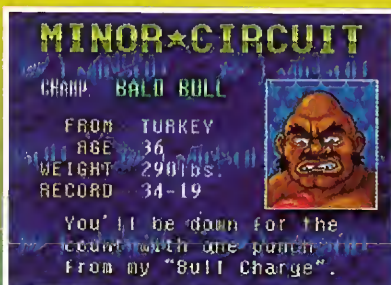 MINOR★CIRCUIT
CHAMP. BALD BULL
FROM TURKEY
AGE 36
WEIGHT 290lbs.
RECORD 34-19
You'll be down for the
count with one punch
from my "Bull Charge".